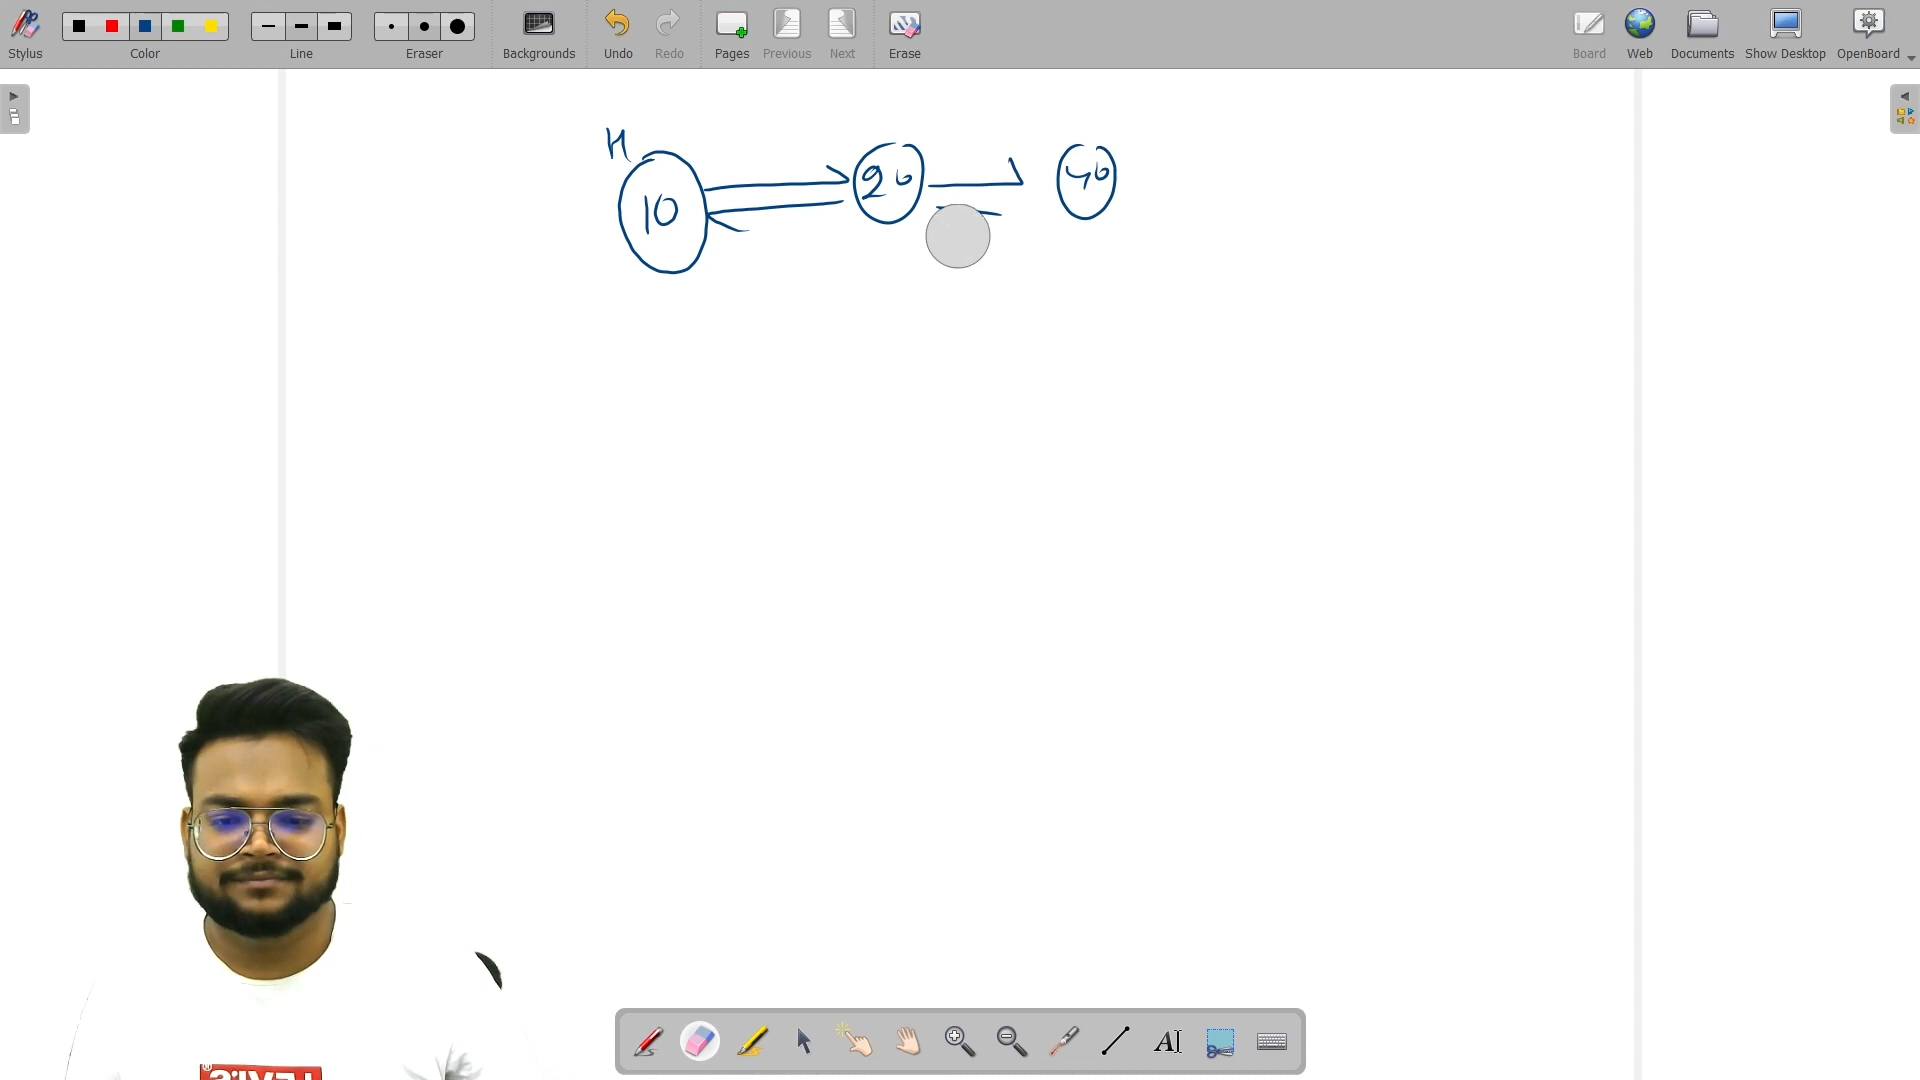 Stylus
Color
Line
Eraser
Backgrounds
Undo
Redo
Pages
Previous
Next
Erase
Board
Web
Documents
Show Desktop
OpenBoard
H
10
20
40
AI